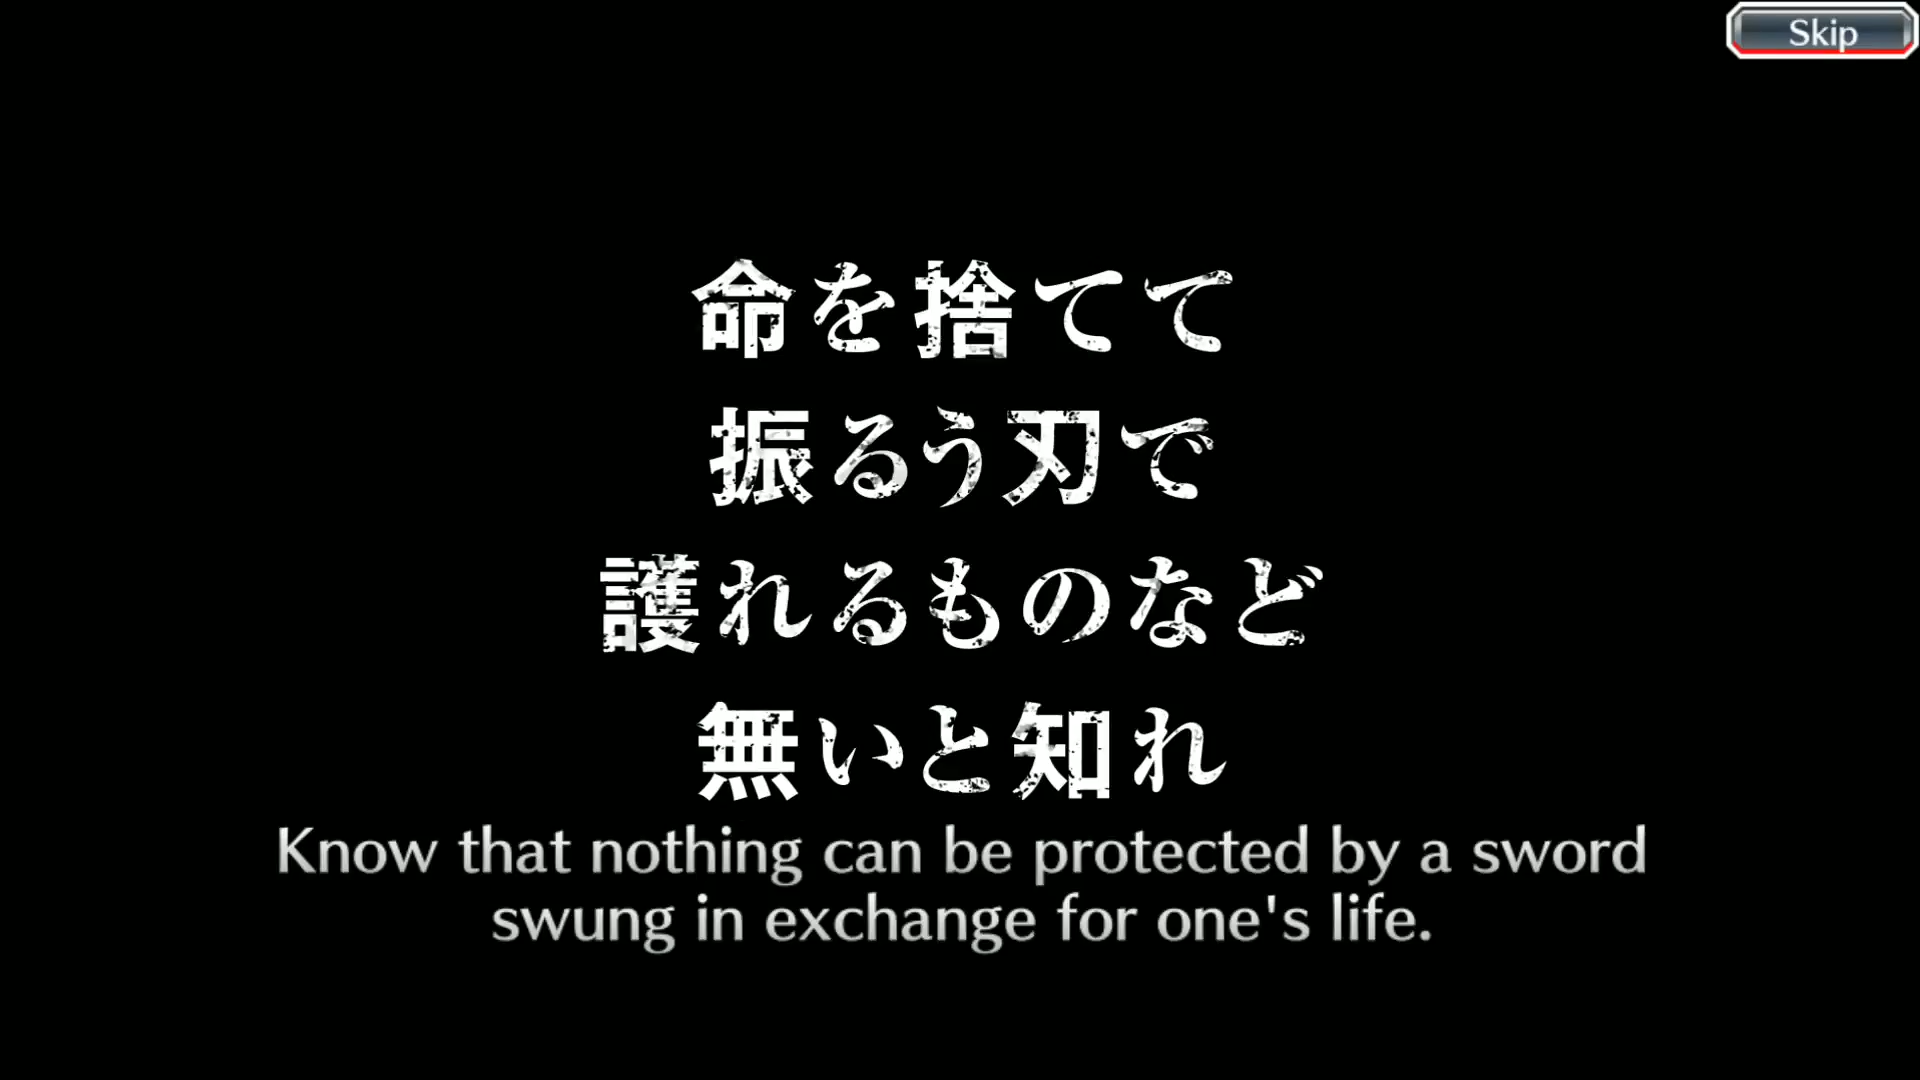 Skip
命を捨てて
振るう刃で
護れるものなど
無いと知れ
Know that nothing can be protected by a sword
swung in exchange for one's life.